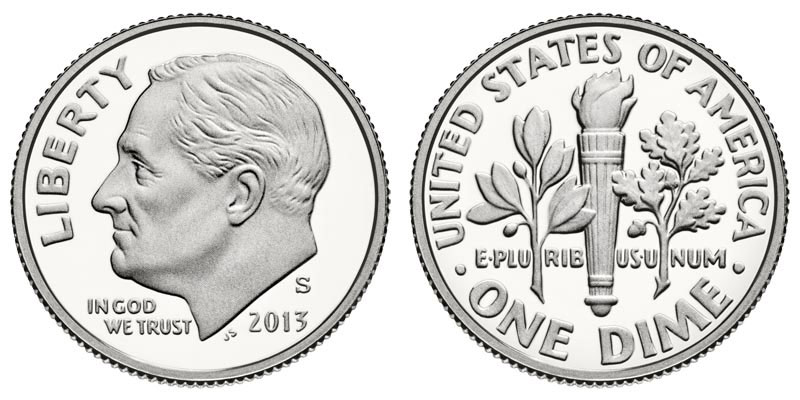 LIBERTY
IN GOD
WE TRUST
JS
2013
S
UNITED STATES OF AMERICA
E·PLU RIB US·U NUM
· ONE DIME ·